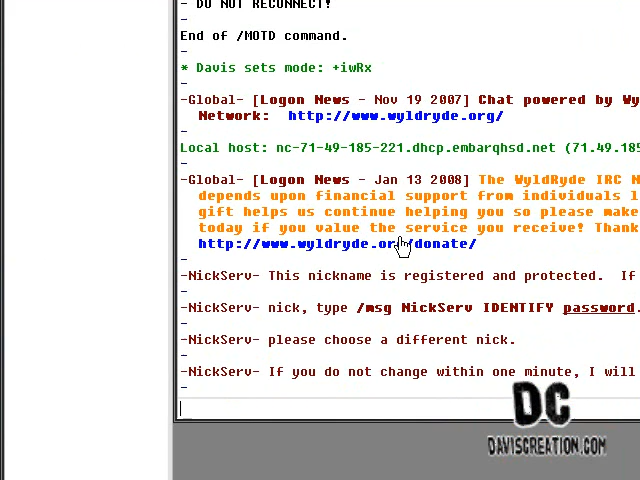 - DO NOT RECONNECT!
-
End of /MOTD command.
-
* Davis sets mode: +iwRx
-
-Global- [Logon News - Nov 19 2007] Chat powered by Wy
Network: http://www.wyldryde.org/
-
Local host: nc-71-49-185-221.dhcp.embarqhsd.net (71.49.185
-
-Global- [Logon News - Jan 13 2008] The WyldRyde IRC N
depends upon financial support from individuals l
gift helps us continue helping you so please make
today if you value the service you receive! Thank
http://www.wyldryde.org/donate/
-
-NickServ- This nickname is registered and protected. If
-
-NickServ- nick, type /msg NickServ IDENTIFY password.
-
-NickServ- please choose a different nick.
-
-NickServ- If you do not change within one minute, I will
-
DC
DAVISCREATION.COM